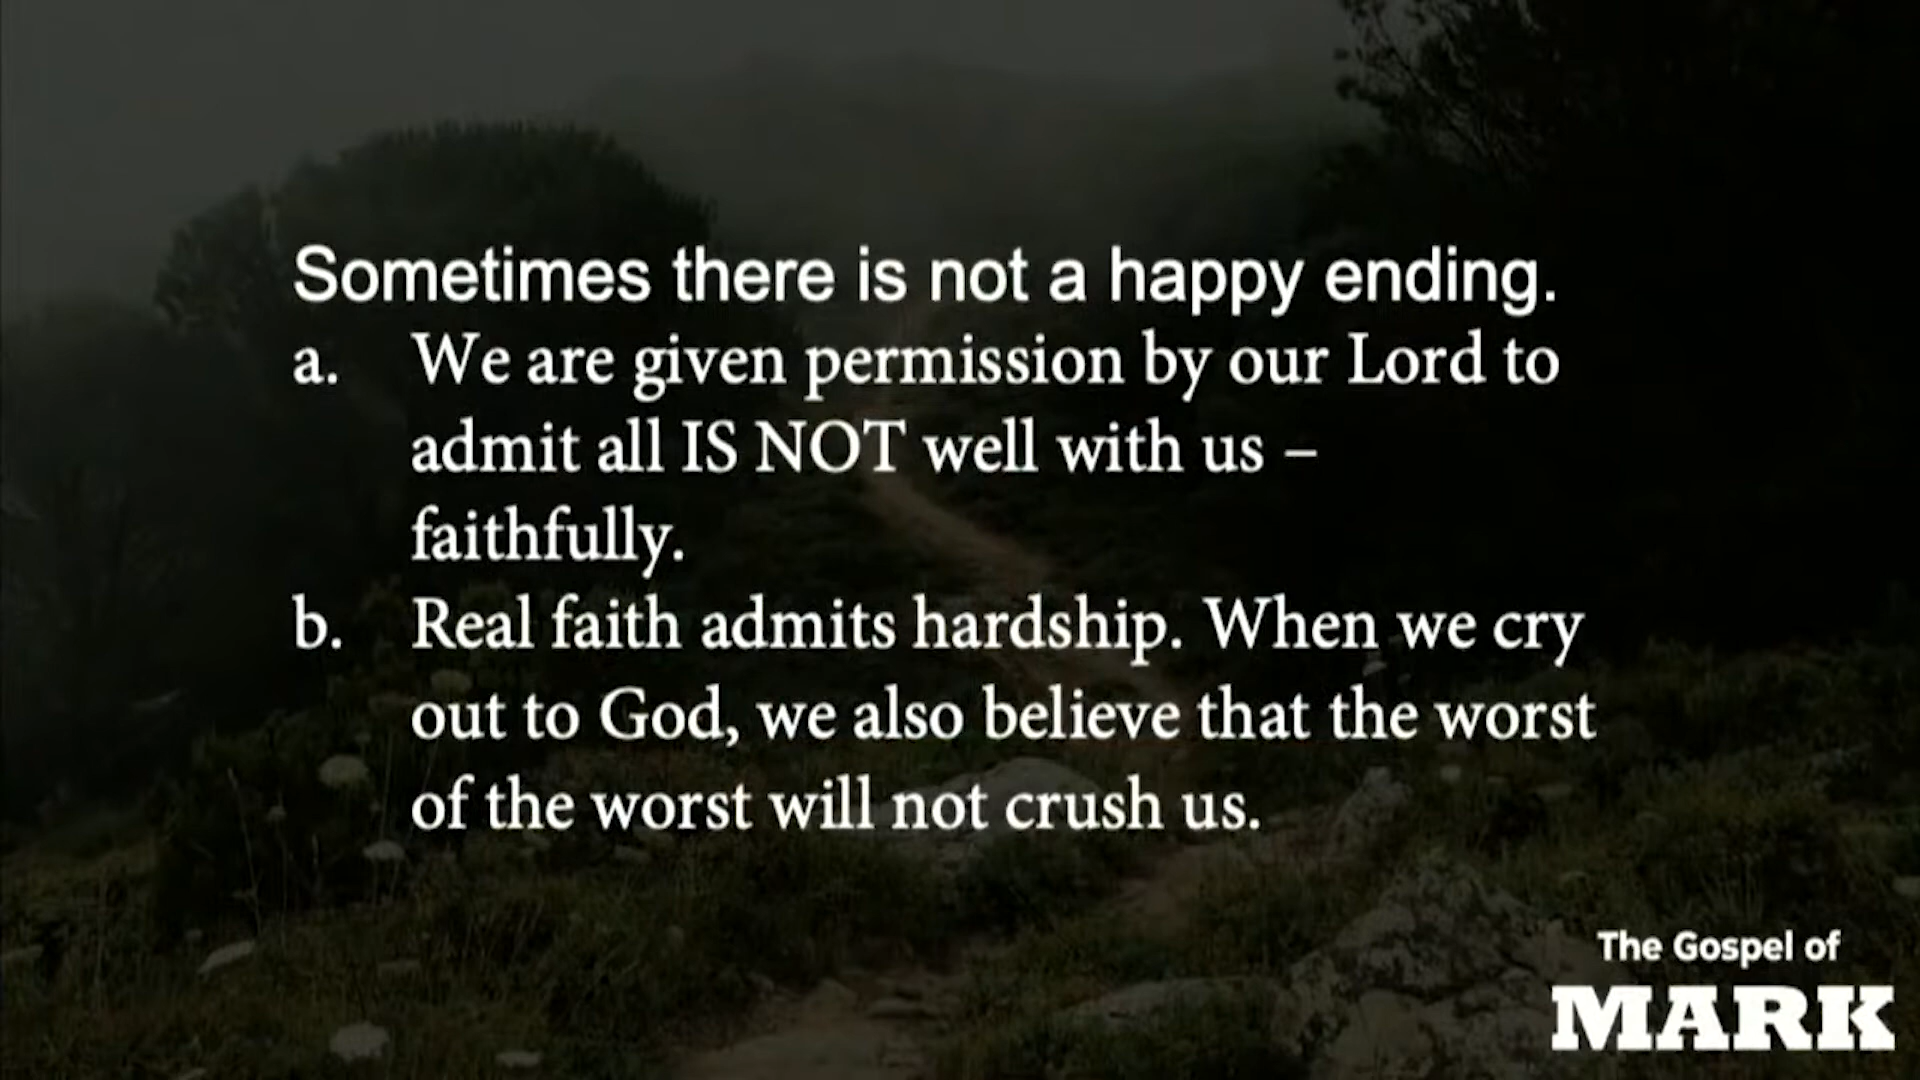 Sometimes there is not a happy ending.
a. We are given permission by our Lord to
admit all IS NOT well with us –
faithfully.
b. Real faith admits hardship. When we cry
out to God, we also believe that the worst
of the worst will not crush us.
The Gospel of
MARK